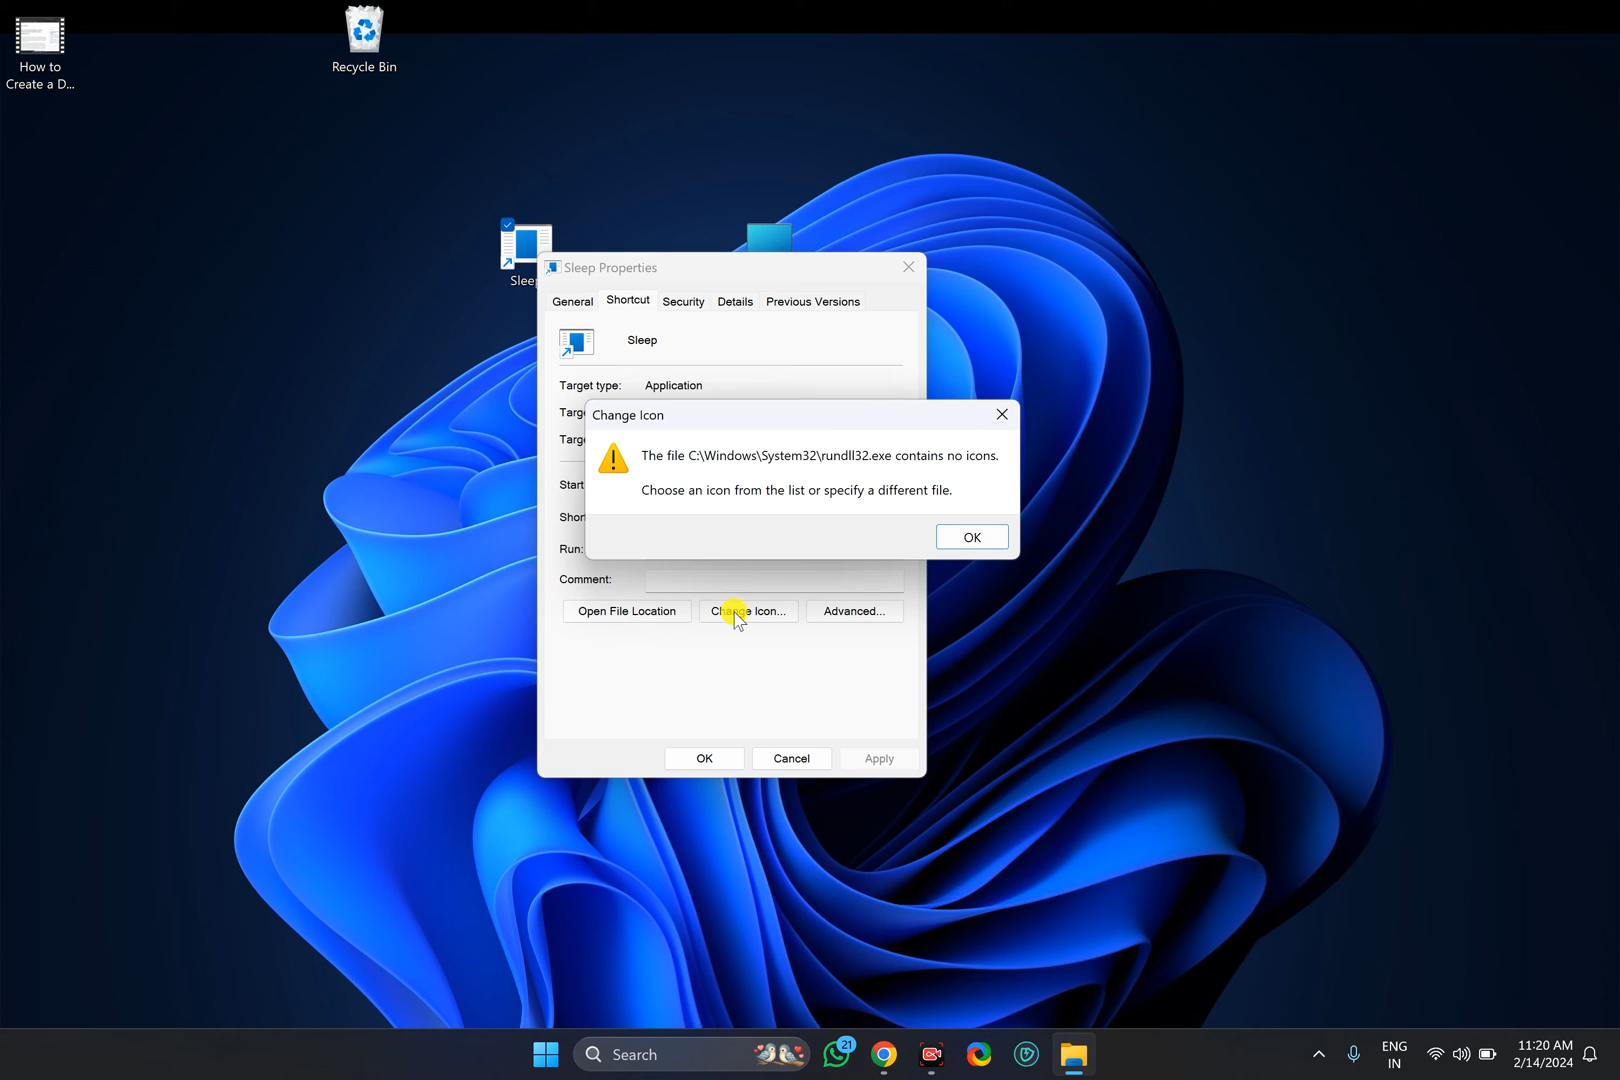 How to
Create a D...
Recycle Bin
Sleep
Sleep Properties
General
Shortcut
Security
Details
Previous Versions
Sleep
Target type:
Application
Targe
Targe
Start
Shor
Run:
Change Icon
The file C:\Windows\System32\rundll32.exe contains no icons.
Choose an icon from the list or specify a different file.
OK
Comment:
Open File Location
Change Icon...
Advanced...
OK
Cancel
Apply
Search
21
ENG
IN
11:20 AM
2/14/2024